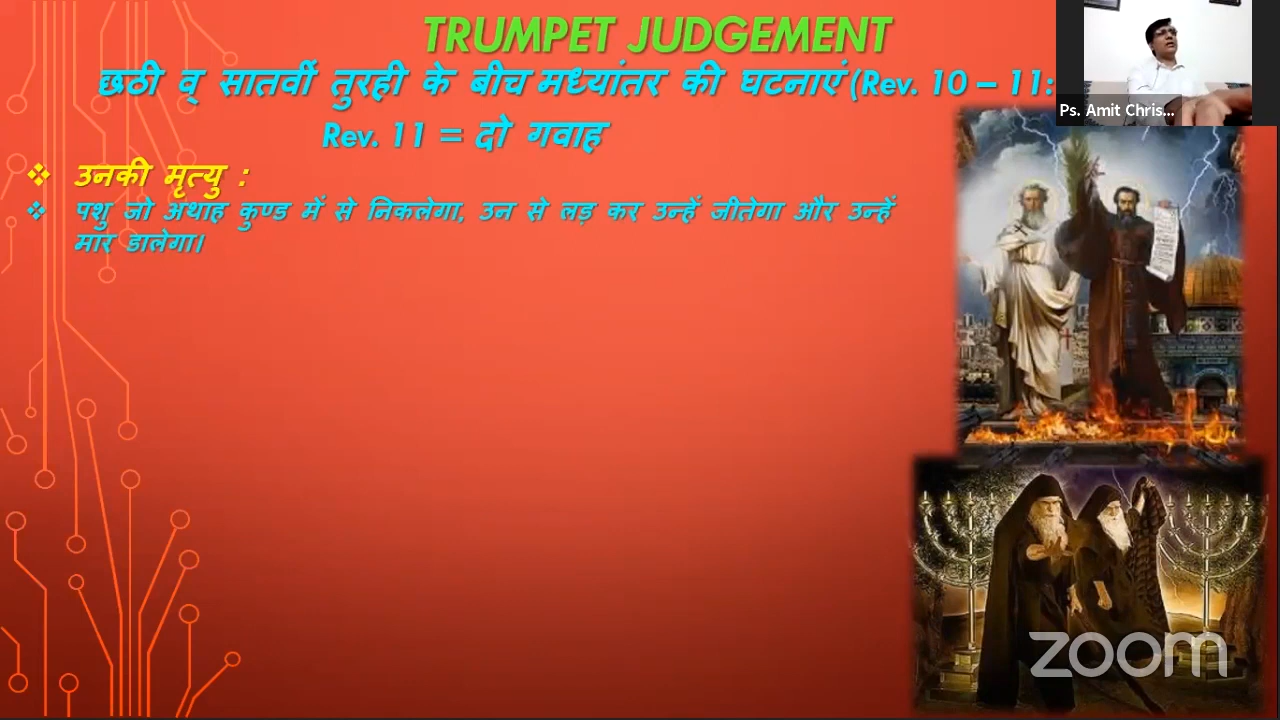 TRUMPET JUDGEMENT
छठी व् सातवीं तुरही के बीच मध्यांतर की घटनाएं (Rev. 10 – 11:
Rev. 11 = दो गवाह
उनकी मृत्यु :
पशु जो अथाह कुण्ड में से निकलेगा, उन से लड़ कर उन्हें जीतेगा और उन्हें
मार डालेगा।
Ps. Amit Chris...
zoom